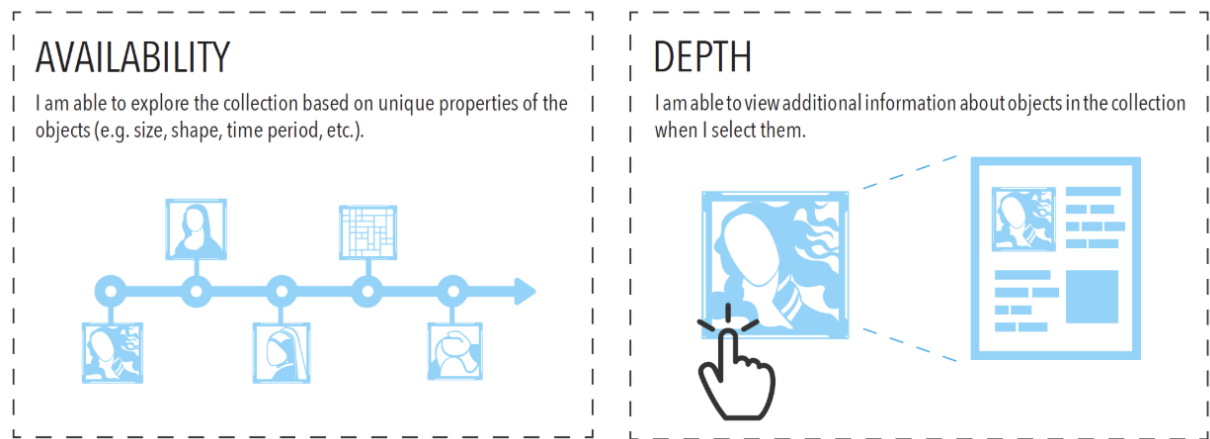 AVAILABILITY
I am able to explore the collection based on unique properties of the
objects (e.g. size, shape, time period, etc.).
DEPTH
I am able to view additional information about objects in the collection
when I select them.